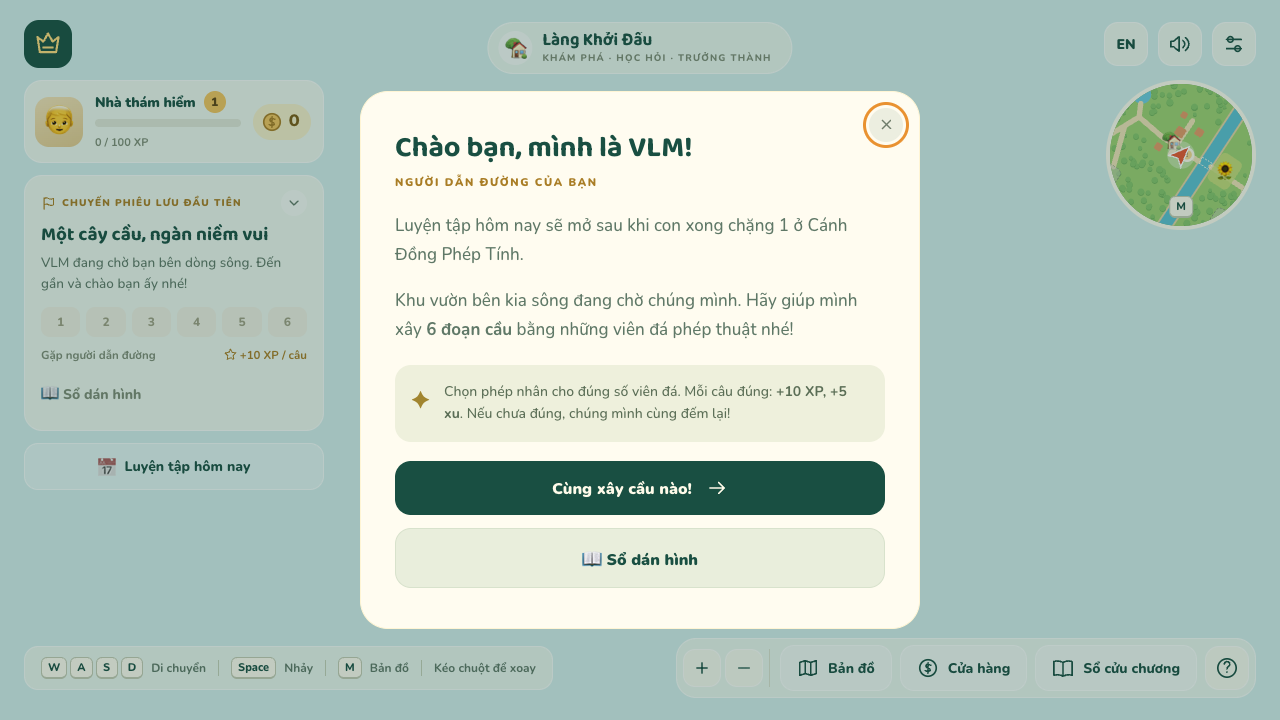 Làng Khởi Đầu
KHÁM PHÁ · HỌC HỎI · TRƯỞNG THÀNH
EN
Nhà thám hiểm 1
0 / 100 XP
0
CHUYẾN PHIÊU LƯU ĐẦU TIÊN
Một cây cầu, ngàn niềm vui
VLM đang chờ bạn bên dòng sông. Đến
gần và chào bạn ấy nhé!
1 2 3 4 5 6
Gặp người dẫn đường +10 XP / câu
Sổ dán hình
17 Luyện tập hôm nay
M
Chào bạn, mình là VLM!
NGƯỜI DẪN ĐƯỜNG CỦA BẠN
Luyện tập hôm nay sẽ mở sau khi con xong chặng 1 ở Cánh
Đồng Phép Tính.
Khu vườn bên kia sông đang chờ chúng mình. Hãy giúp mình
xây 6 đoạn cầu bằng những viên đá phép thuật nhé!
Chọn phép nhân cho đúng số viên đá. Mỗi câu đúng: +10 XP, +5
xu. Nếu chưa đúng, chúng mình cùng đếm lại!
Cùng xây cầu nào!
Sổ dán hình
W A S D Di chuyển Space Nhảy M Bản đồ Kéo chuột để xoay
Bản đồ Cửa hàng Sổ cửu chương